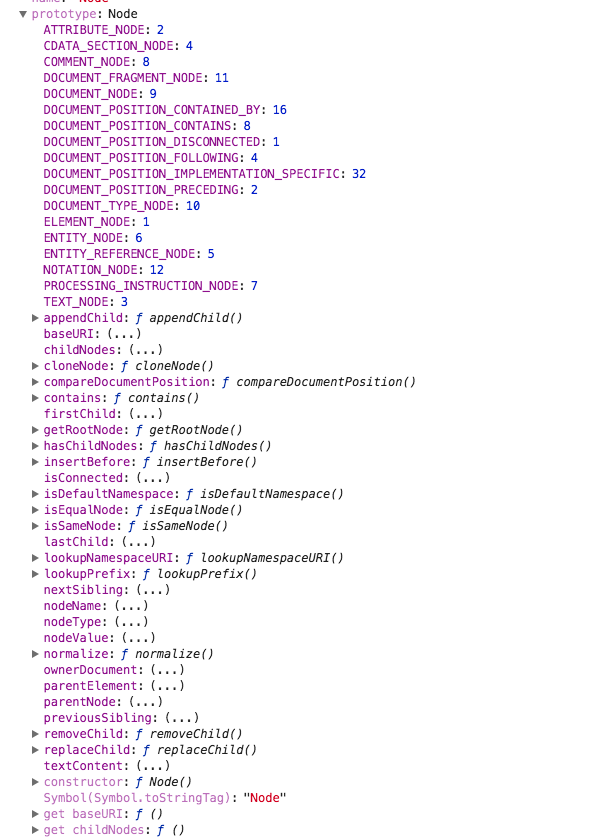 name: "Node"
▼ prototype: Node
ATTRIBUTE_NODE: 2
CDATA_SECTION_NODE: 4
COMMENT_NODE: 8
DOCUMENT_FRAGMENT_NODE: 11
DOCUMENT_NODE: 9
DOCUMENT_POSITION_CONTAINED_BY: 16
DOCUMENT_POSITION_CONTAINS: 8
DOCUMENT_POSITION_DISCONNECTED: 1
DOCUMENT_POSITION_FOLLOWING: 4
DOCUMENT_POSITION_IMPLEMENTATION_SPECIFIC: 32
DOCUMENT_POSITION_PRECEDING: 2
DOCUMENT_TYPE_NODE: 10
ELEMENT_NODE: 1
ENTITY_NODE: 6
ENTITY_REFERENCE_NODE: 5
NOTATION_NODE: 12
PROCESSING_INSTRUCTION_NODE: 7
TEXT_NODE: 3
▶ appendChild: ƒ appendChild()
baseURI: (...)
childNodes: (...)
▶ cloneNode: ƒ cloneNode()
▶ compareDocumentPosition: ƒ compareDocumentPosition()
▶ contains: ƒ contains()
firstChild: (...)
▶ getRootNode: ƒ getRootNode()
▶ hasChildNodes: ƒ hasChildNodes()
▶ insertBefore: ƒ insertBefore()
isConnected: (...)
▶ isDefaultNamespace: ƒ isDefaultNamespace()
▶ isEqualNode: ƒ isEqualNode()
▶ isSameNode: ƒ isSameNode()
lastChild: (...)
▶ lookupNamespaceURI: ƒ lookupNamespaceURI()
▶ lookupPrefix: ƒ lookupPrefix()
nextSibling: (...)
nodeName: (...)
nodeType: (...)
nodeValue: (...)
▶ normalize: ƒ normalize()
ownerDocument: (...)
parentElement: (...)
parentNode: (...)
previousSibling: (...)
▶ removeChild: ƒ removeChild()
▶ replaceChild: ƒ replaceChild()
textContent: (...)
▶ constructor: ƒ Node()
Symbol(Symbol.toStringTag): "Node"
▶ get baseURI: ƒ ()
▶ get childNodes: ƒ ()